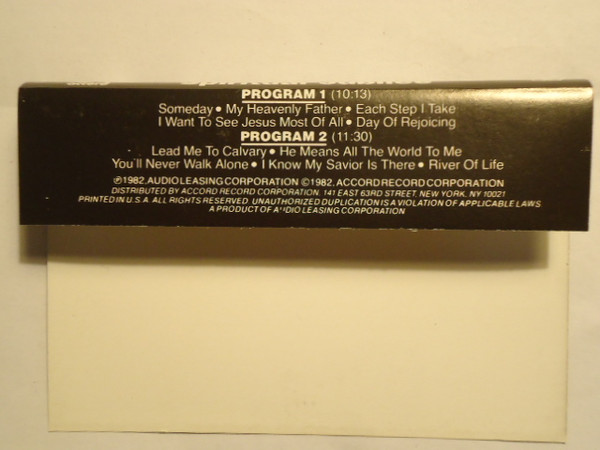 PROGRAM 1 (10:13)
Someday • My Heavenly Father • Each Step I Take
I Want To See Jesus Most Of All • Day Of Rejoicing
PROGRAM 2 (11:30)
Lead Me To Calvary • He Means All The World To Me
You'll Never Walk Alone • I Know My Savior Is There • River Of Life
℗1982, AUDIO LEASING CORPORATION ©1982, ACCORD RECORD CORPORATION
DISTRIBUTED BY ACCORD RECORD CORPORATION, 141 EAST 63RD STREET, NEW YORK, NY 10021
PRINTED IN U.S.A. ALL RIGHTS RESERVED. UNAUTHORIZED DUPLICATION IS A VIOLATION OF APPLICABLE LAWS
A PRODUCT OF AUDIO LEASING CORPORATION